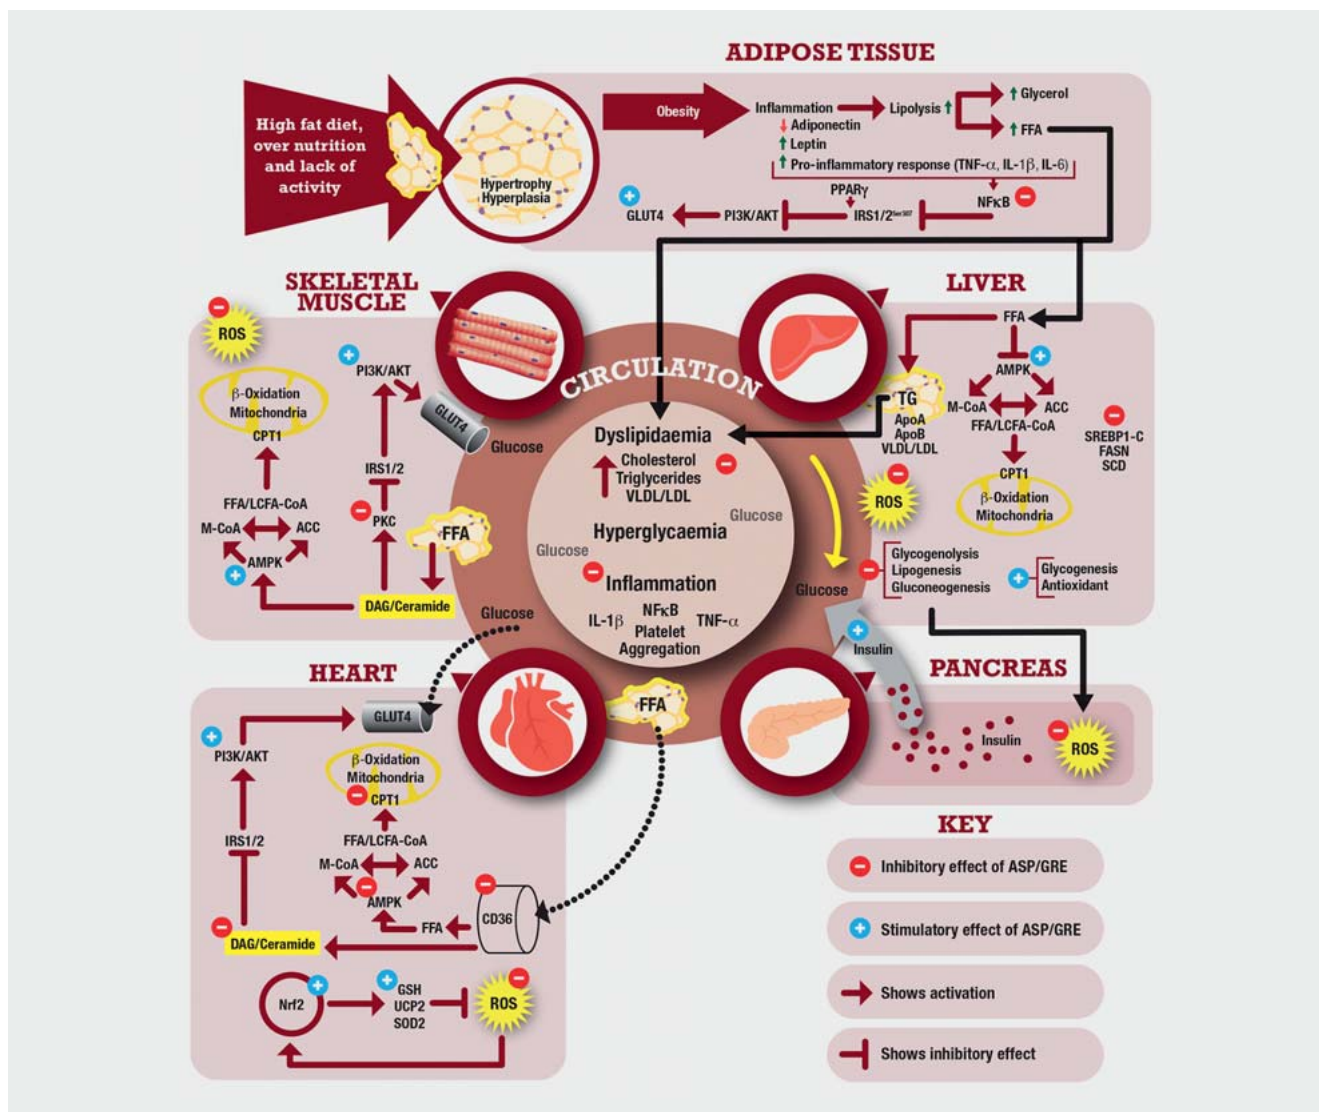 ADIPOSE TISSUE
High fat diet,
over nutrition
and lack of
activity
Hypertrophy
Hyperplasia
Obesity
Inflammation
Lipolysis ↑
↑ Glycerol
↑ FFA
↓ Adiponectin
↑ Leptin
↑ Pro-inflammatory response (TNF-α, IL-1β, IL-6)
PPARγ
NFκB
GLUT4
PI3K/AKT
IRS1/2Ser307
SKELETAL
MUSCLE
ROS
β-Oxidation
Mitochondria
CPT1
FFA/LCFA-CoA
M-CoA
ACC
AMPK
PI3K/AKT
GLUT4
IRS1/2
PKC
FFA
DAG/Ceramide
CIRCULATION
Glucose
Dyslipidaemia
Cholesterol
Triglycerides
VLDL/LDL
Glucose
Hyperglycaemia
Glucose
Inflammation
NFκB
IL-1β
TNF-α
Platelet
Aggregation
Glucose
Glucose
FFA
LIVER
FFA
AMPK
TG
M-CoA
ACC
ApoA
ApoB
VLDL/LDL
FFA/LCFA-CoA
SREBP1-C
FASN
SCD
CPT1
β-Oxidation
Mitochondria
ROS
Glycogenolysis
Lipogenesis
Gluconeogenesis
Glycogenesis
Antioxidant
Insulin
PANCREAS
Insulin
ROS
HEART
GLUT4
PI3K/AKT
β-Oxidation
Mitochondria
CPT1
IRS1/2
FFA/LCFA-CoA
M-CoA
ACC
AMPK
FFA
CD36
DAG/Ceramide
Nrf2
GSH
UCP2
SOD2
ROS
KEY
Inhibitory effect of ASP/GRE
Stimulatory effect of ASP/GRE
Shows activation
Shows inhibitory effect